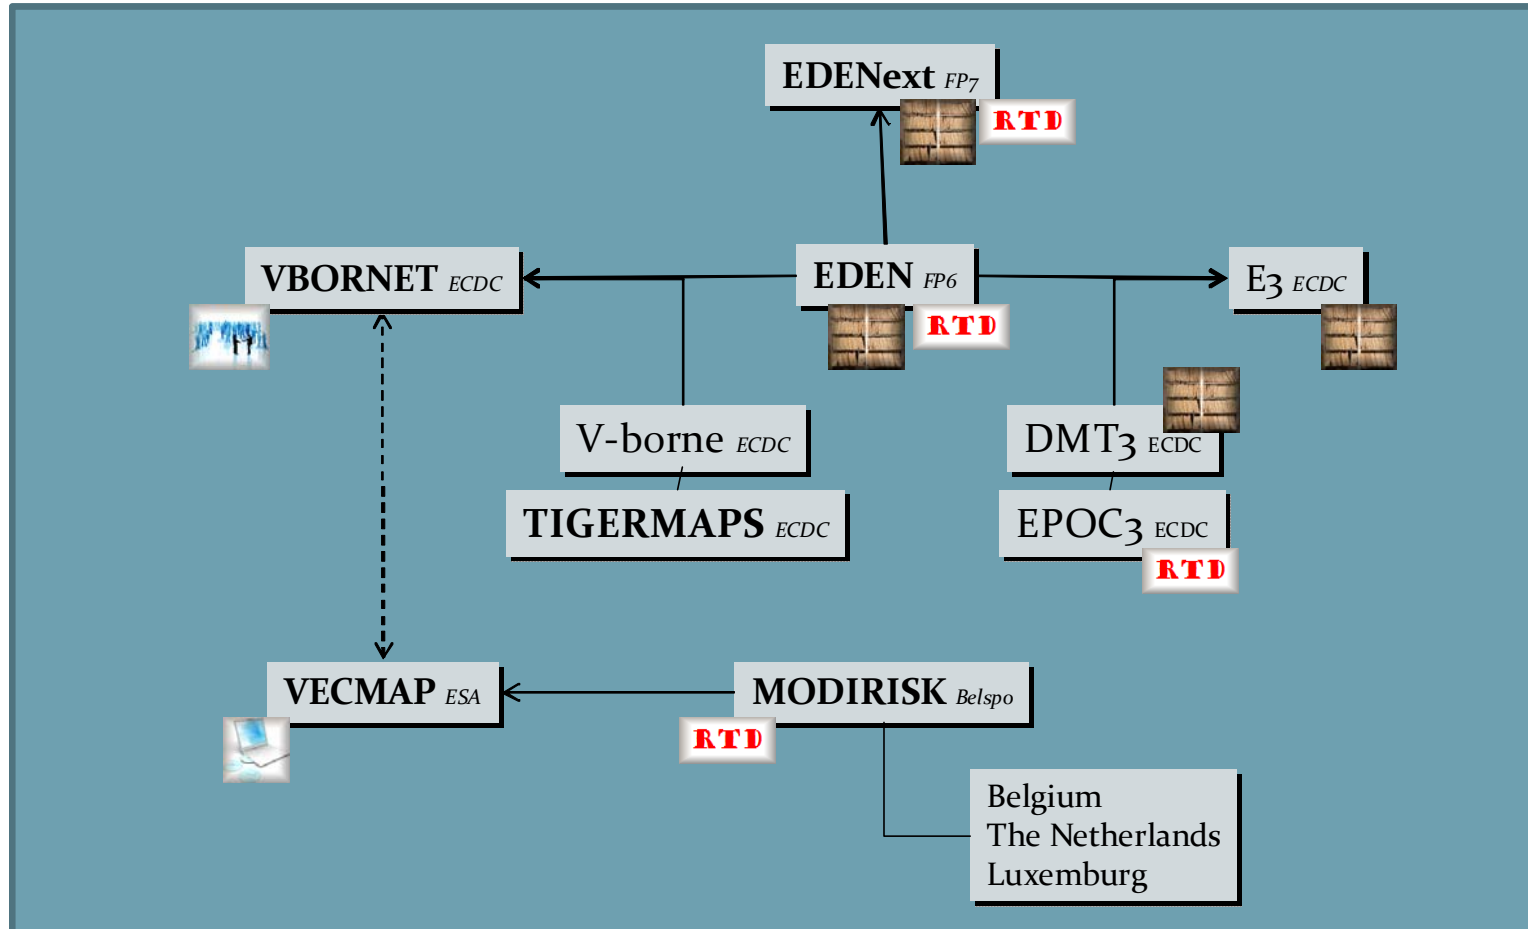 EDENext FP7
RTD
VBORNET ECDC
EDEN FP6
E3 ECDC
RTD
V-borne ECDC
DMT3 ECDC
TIGERMAPS ECDC
EPOC3 ECDC
RTD
VECMAP ESA
MODIRISK Belspo
RTD
Belgium
The Netherlands
Luxemburg